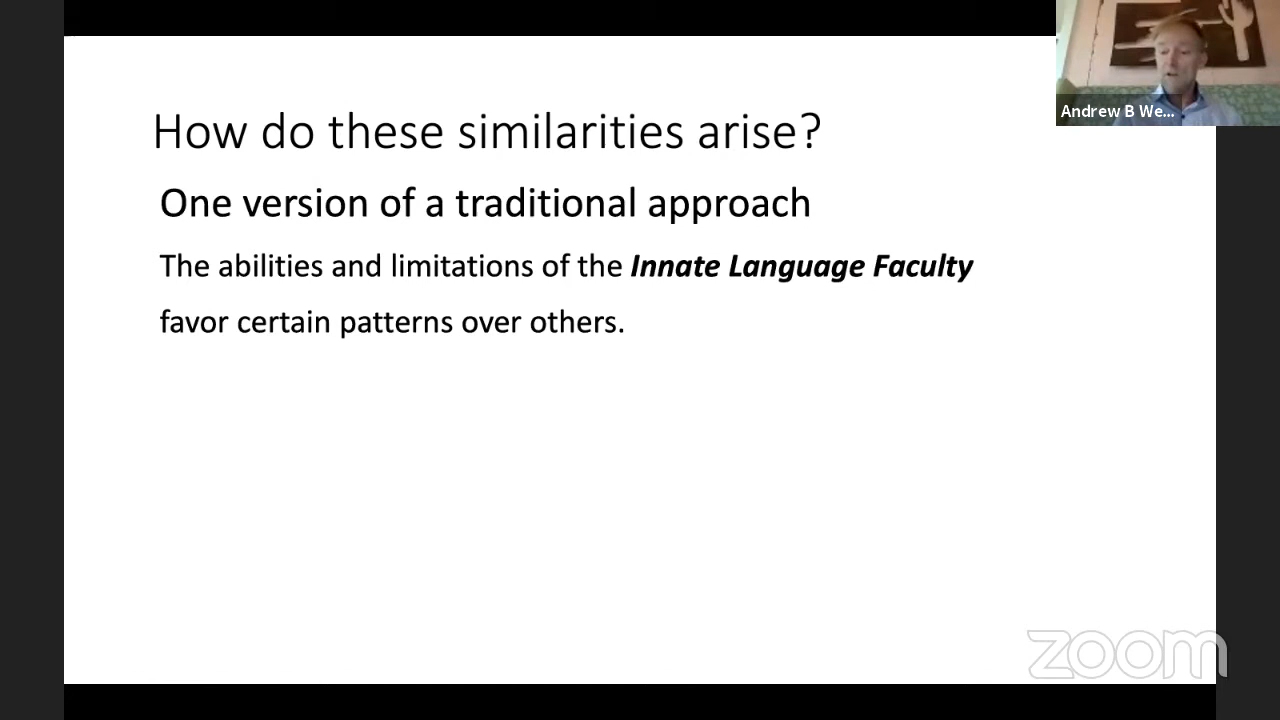 How do these similarities arise?
One version of a traditional approach
The abilities and limitations of the Innate Language Faculty
favor certain patterns over others.
Andrew B We...
zoom